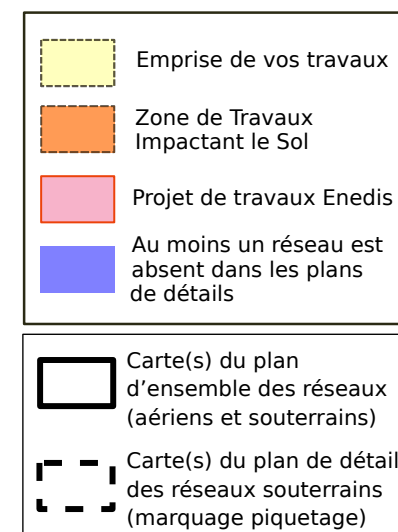 Emprise de vos travaux
Zone de Travaux
Impactant le Sol
Projet de travaux Enedis
Au moins un réseau est
absent dans les plans
de détails
Carte(s) du plan
d’ensemble des réseaux
(aériens et souterrains)
Carte(s) du plan de détail
des réseaux souterrains
(marquage piquetage)